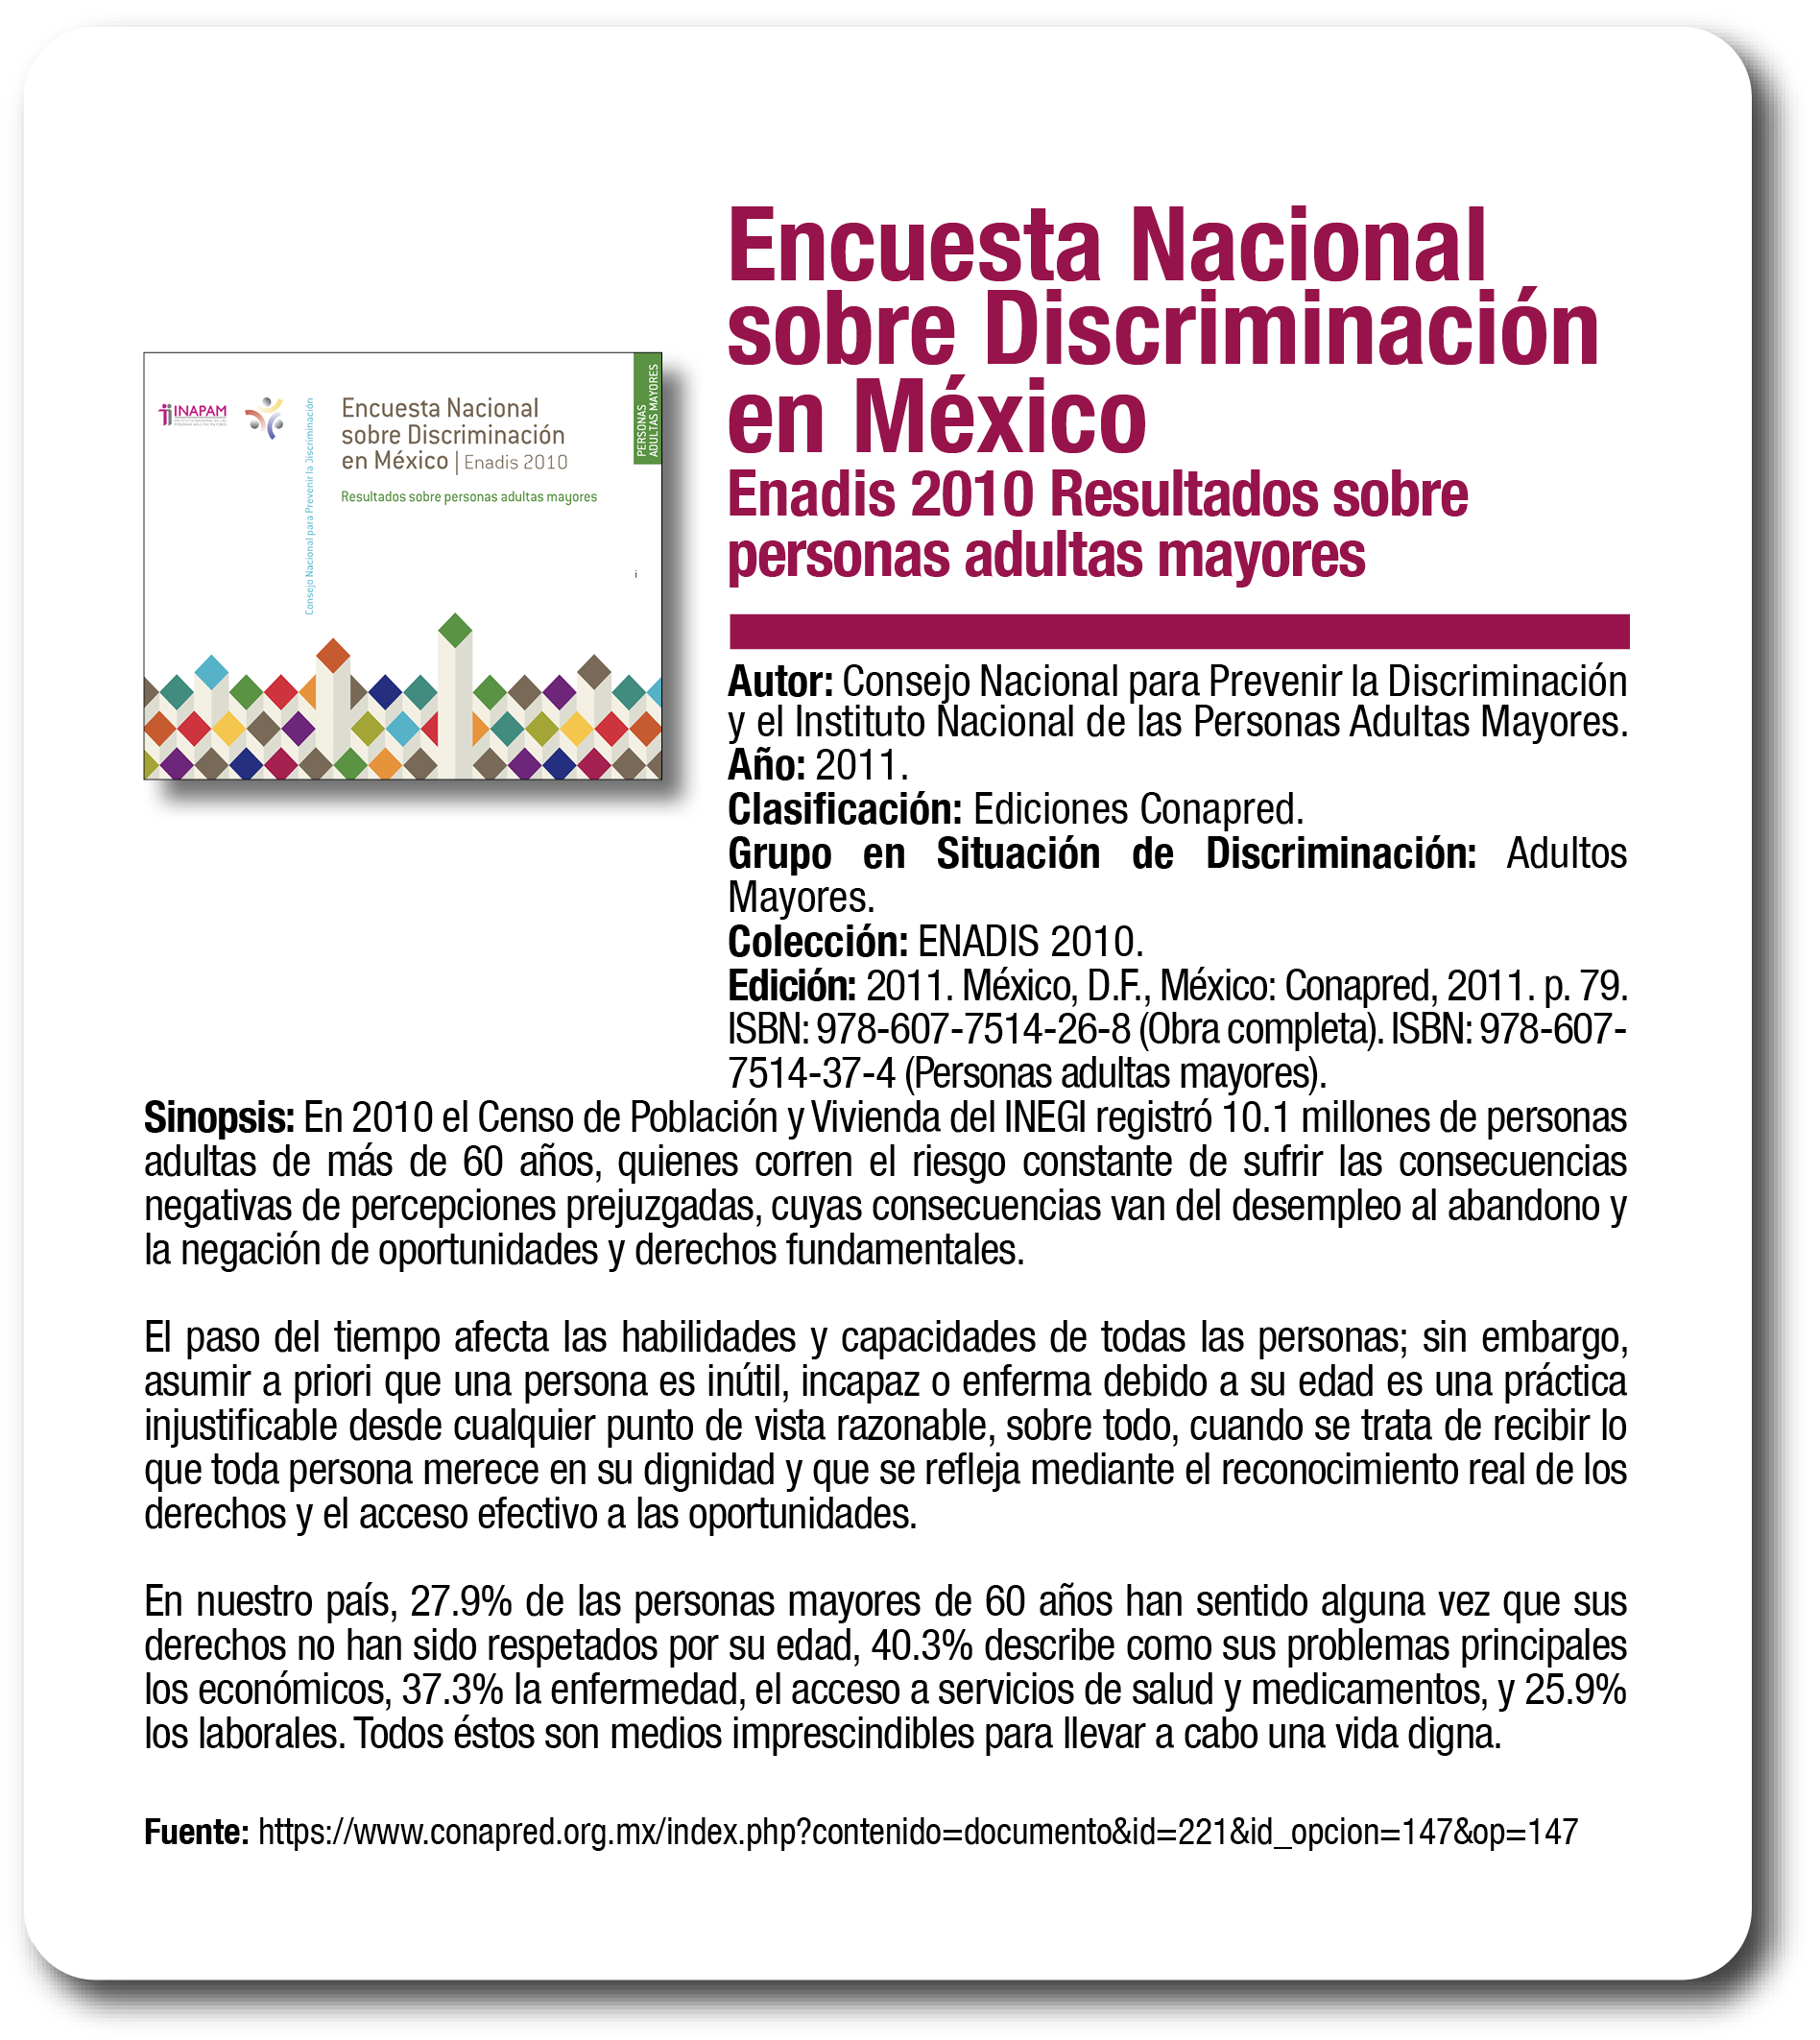 Encuesta Nacional
sobre Discriminación
en México
Enadis 2010 Resultados sobre
personas adultas mayores
INAPAM
Consejo Nacional para Prevenir la Discriminación
Encuesta Nacional
sobre Discriminación
en México | Enadis 2010
Resultados sobre personas adultas mayores
PERSONAS
ADULTAS MAYORES
i
Autor: Consejo Nacional para Prevenir la Discriminación
y el Instituto Nacional de las Personas Adultas Mayores.
Año: 2011.
Clasificación: Ediciones Conapred.
Grupo en Situación de Discriminación: Adultos
Mayores.
Colección: ENADIS 2010.
Edición: 2011. México, D.F., México: Conapred, 2011. p. 79.
ISBN: 978-607-7514-26-8 (Obra completa). ISBN: 978-607-
7514-37-4 (Personas adultas mayores).
Sinopsis: En 2010 el Censo de Población y Vivienda del INEGI registró 10.1 millones de personas
adultas de más de 60 años, quienes corren el riesgo constante de sufrir las consecuencias
negativas de percepciones prejuzgadas, cuyas consecuencias van del desempleo al abandono y
la negación de oportunidades y derechos fundamentales.
El paso del tiempo afecta las habilidades y capacidades de todas las personas; sin embargo,
asumir a priori que una persona es inútil, incapaz o enferma debido a su edad es una práctica
injustificable desde cualquier punto de vista razonable, sobre todo, cuando se trata de recibir lo
que toda persona merece en su dignidad y que se refleja mediante el reconocimiento real de los
derechos y el acceso efectivo a las oportunidades.
En nuestro país, 27.9% de las personas mayores de 60 años han sentido alguna vez que sus
derechos no han sido respetados por su edad, 40.3% describe como sus problemas principales
los económicos, 37.3% la enfermedad, el acceso a servicios de salud y medicamentos, y 25.9%
los laborales. Todos éstos son medios imprescindibles para llevar a cabo una vida digna.
Fuente: https://www.conapred.org.mx/index.php?contenido=documento&id=221&id_opcion=147&op=147